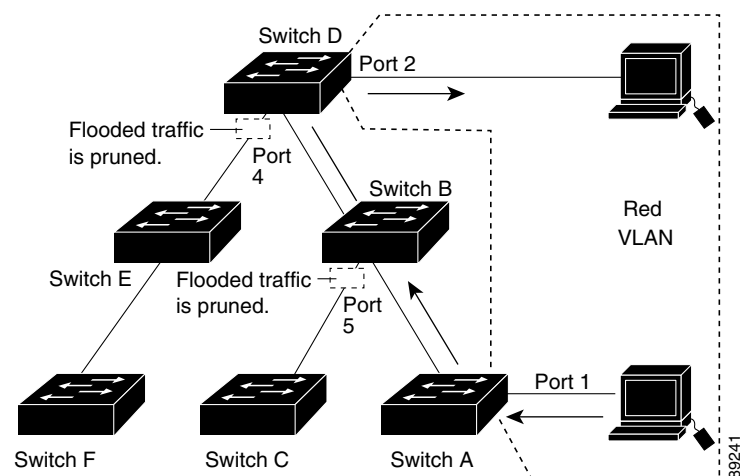 Switch D
Port 2
Flooded traffic
is pruned.
Port
4
Switch B
Red
VLAN
Switch E
Flooded traffic
is pruned.
Port
5
Port 1
Switch F
Switch C
Switch A
89241